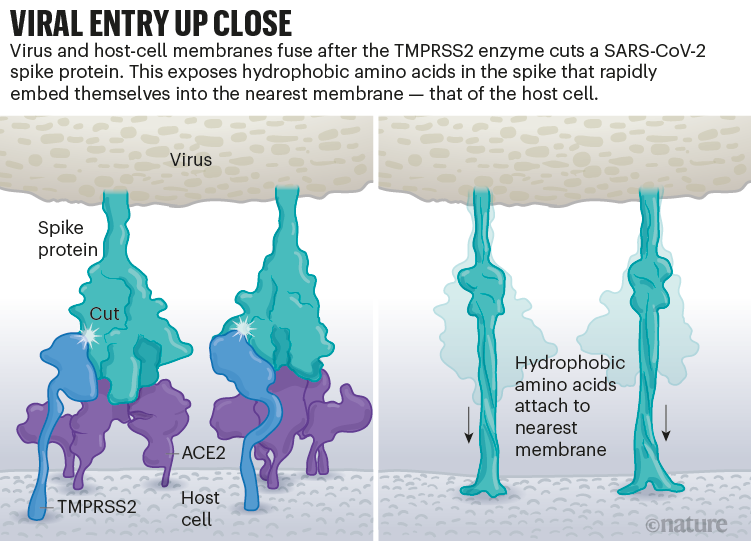 VIRAL ENTRY UP CLOSE
Virus and host-cell membranes fuse after the TMPRSS2 enzyme cuts a SARS-CoV-2
spike protein. This exposes hydrophobic amino acids in the spike that rapidly
embed themselves into the nearest membrane — that of the host cell.
Virus
Spike
protein
Cut
ACE2
TMPRSS2
Host
cell
Hydrophobic
amino acids
attach to
nearest
membrane
©nature